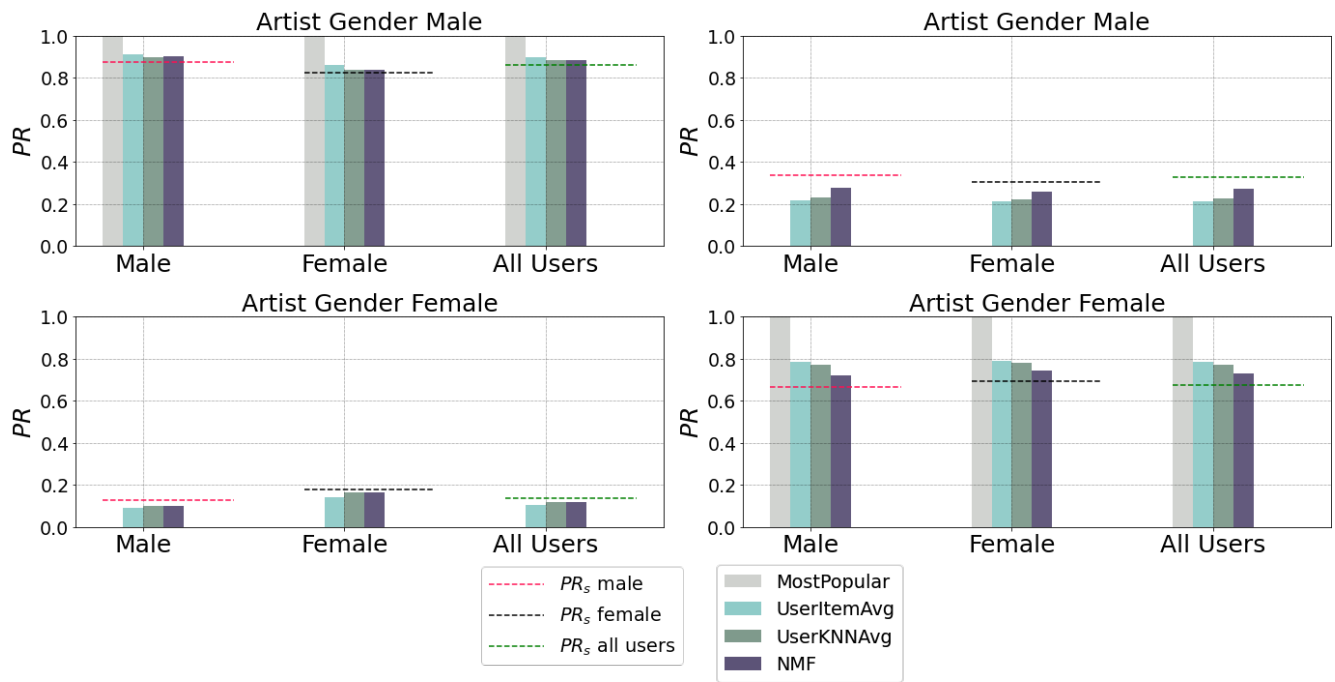 Artist Gender Male
1.0
0.8
0.6
0.4
0.2
0.0
PR
Male Female All Users
Artist Gender Male
1.0
0.8
0.6
0.4
0.2
0.0
PR
Male Female All Users
Artist Gender Female
1.0
0.8
0.6
0.4
0.2
0.0
PR
Male Female All Users
Artist Gender Female
1.0
0.8
0.6
0.4
0.2
0.0
PR
Male Female All Users
PRs male
PRs female
PRs all users
MostPopular
UserItemAvg
UserKNNAvg
NMF